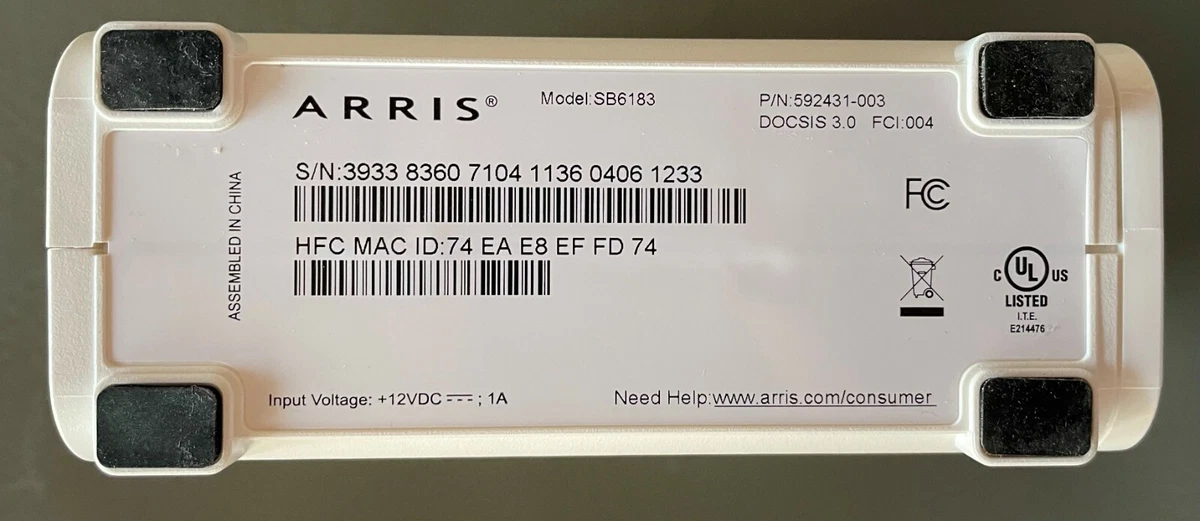 ARRIS®
Model:SB6183
P/N:592431-003
DOCSIS 3.0 FCI:004
S/N:3933 8360 7104 1136 0406 1233
HFC MAC ID:74 EA E8 EF FD 74
ASSEMBLED IN CHINA
FC
C UL US
LISTED
I.T.E.
E214476
Input Voltage: +12VDC ⎓ ; 1A
Need Help:www.arris.com/consumer